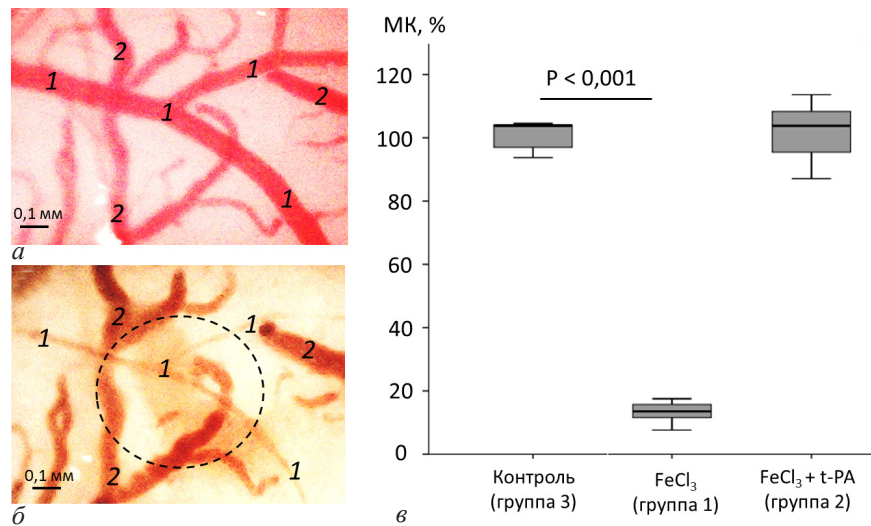 1
2
1
1
2
2
1
0,1 мм
а
1
2
1
1
2
2
1
0,1 мм
б
МК, %
120
100
80
60
40
20
0
P < 0,001
Контроль
(группа 3)
FeCl₃
(группа 1)
FeCl₃ + t-PA
(группа 2)
в